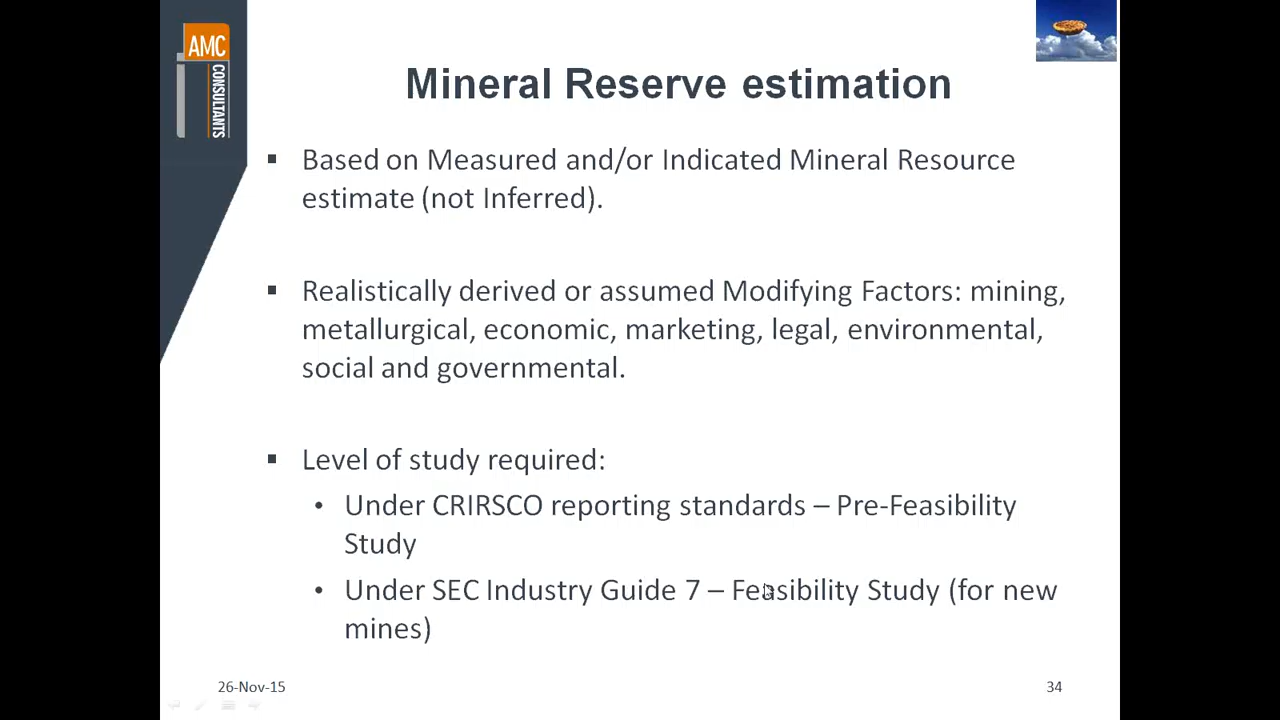 AMC
CONSULTANTS
Mineral Reserve estimation
▪ Based on Measured and/or Indicated Mineral Resource
estimate (not Inferred).
▪ Realistically derived or assumed Modifying Factors: mining,
metallurgical, economic, marketing, legal, environmental,
social and governmental.
▪ Level of study required:
• Under CRIRSCO reporting standards – Pre-Feasibility
Study
• Under SEC Industry Guide 7 – Feasibility Study (for new
mines)
26-Nov-15
34